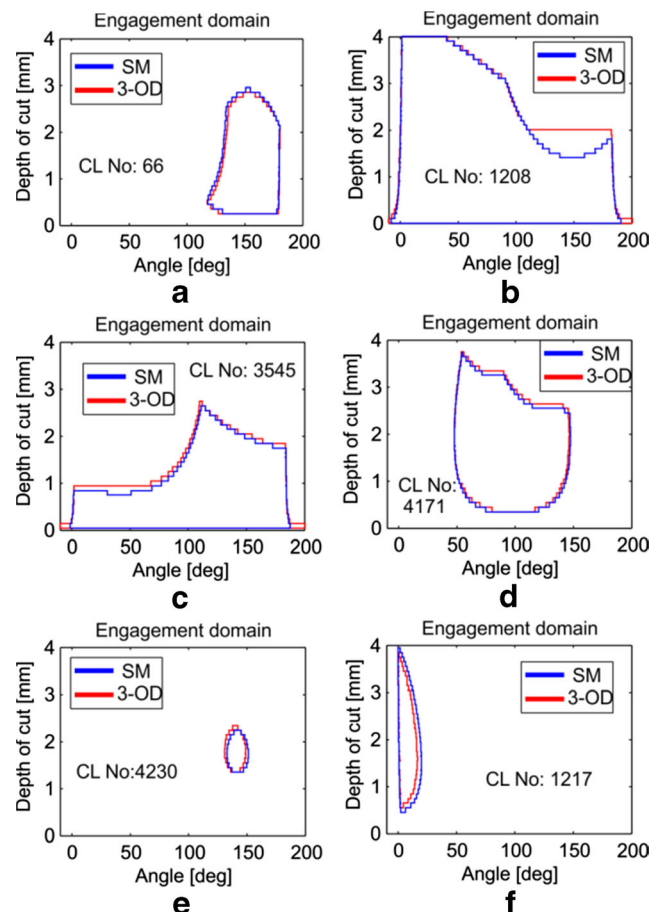 Engagement domain
Depth of cut [mm]
4
3
2
1
0
SM
3-OD
CL No: 66
0 50 100 150 200
Angle [deg]
a
Engagement domain
Depth of cut [mm]
4
3
2
1
0
SM
3-OD
CL No: 1208
0 50 100 150 200
Angle [deg]
b
Engagement domain
Depth of cut [mm]
4
3
2
1
0
SM
3-OD
CL No: 3545
0 50 100 150 200
Angle [deg]
c
Engagement domain
Depth of cut [mm]
4
3
2
1
0
SM
3-OD
CL No:
4171
0 50 100 150 200
Angle [deg]
d
Engagement domain
Depth of cut [mm]
4
3
2
1
0
SM
3-OD
CL No:4230
0 50 100 150 200
Angle [deg]
e
Engagement domain
Depth of cut [mm]
4
3
2
1
0
SM
3-OD
CL No: 1217
0 50 100 150 200
Angle [deg]
f